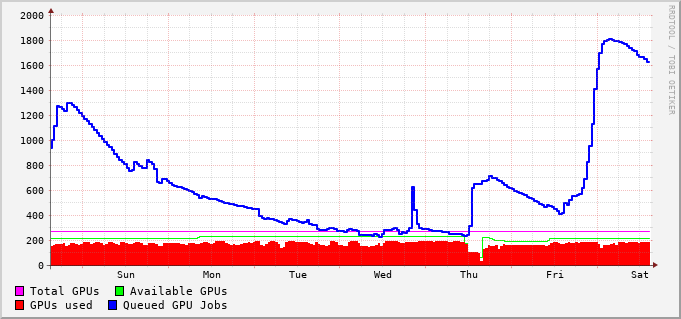 2000
1800
1600
1400
1200
1000
800
600
400
200
0
Sun Mon Tue Wed Thu Fri Sat
Total GPUs Available GPUs
GPUs used Queued GPU Jobs
RRDTOOL / TOBI OETIKER